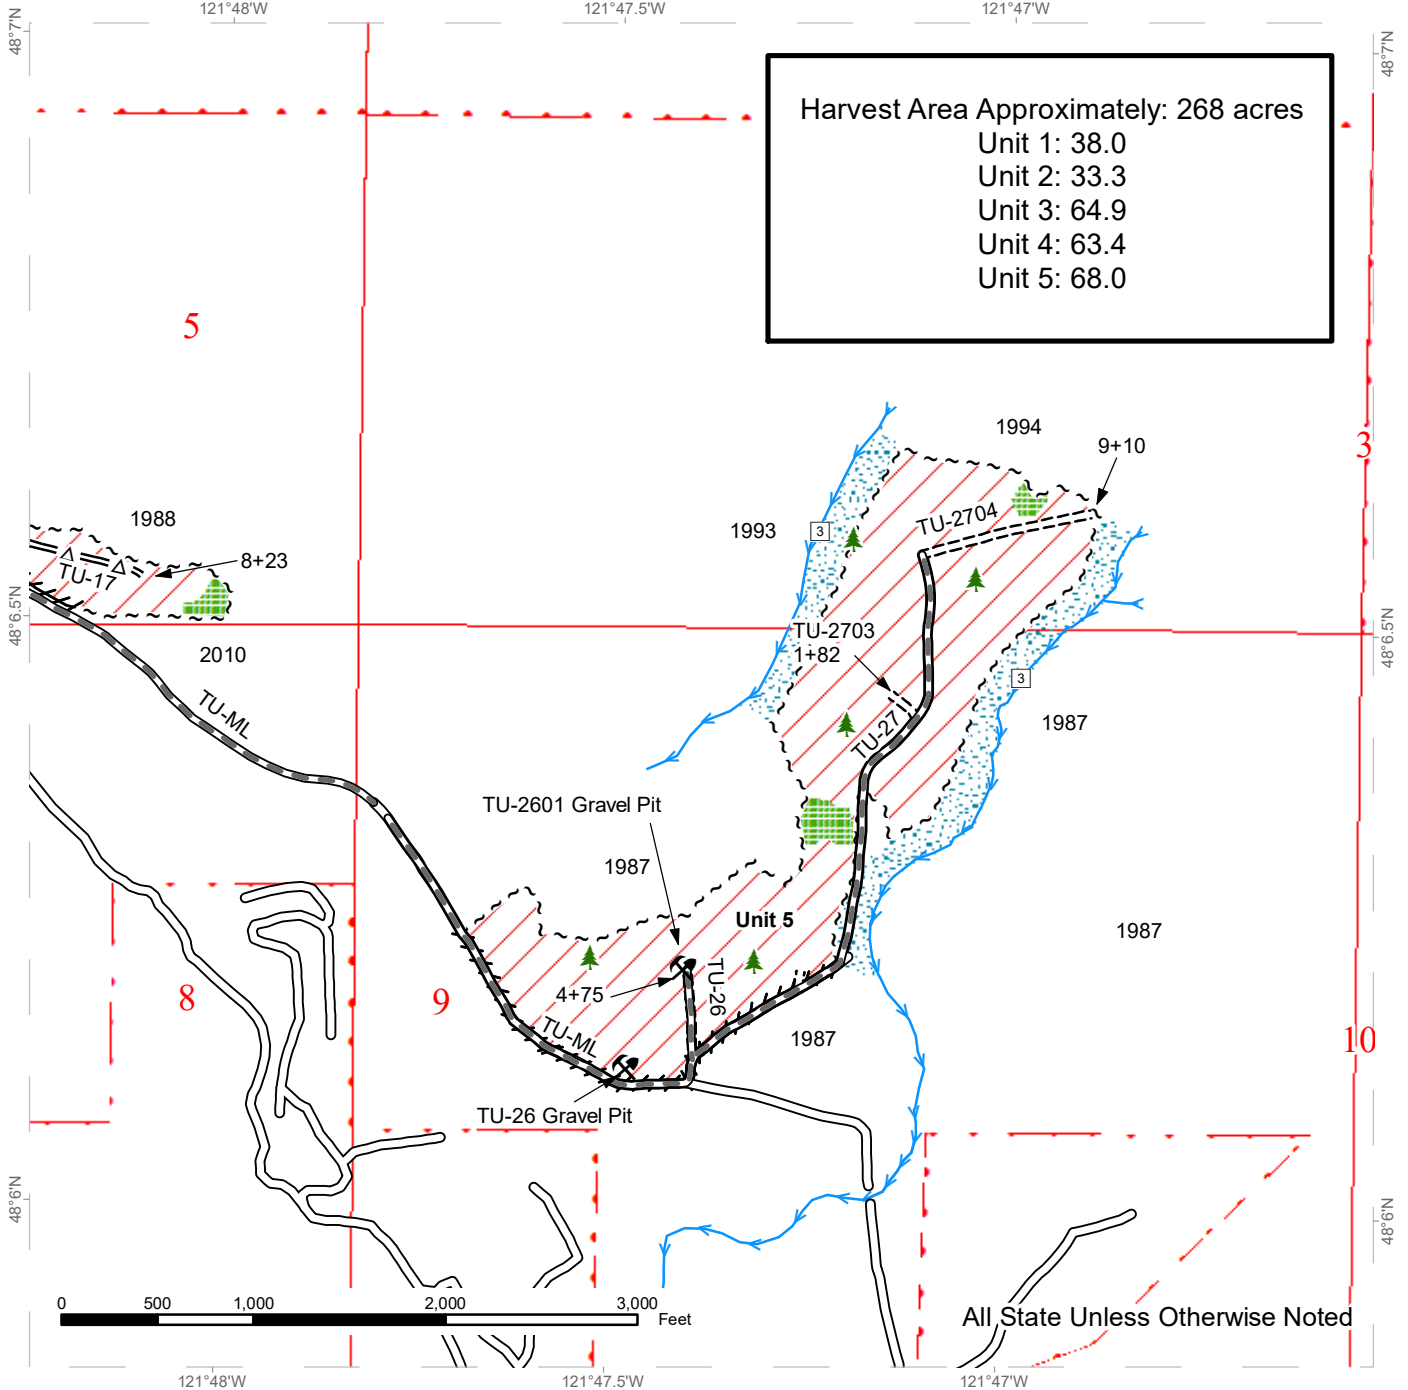 121°48'W
121°47.5'W
121°47'W
48°7'N
48°7'N
Harvest Area Approximately: 268 acres
Unit 1: 38.0
Unit 2: 33.3
Unit 3: 64.9
Unit 4: 63.4
Unit 5: 68.0
5
3
1994
9+10
1988
1993
3
TU-2704
8+23
TU-17
48°6.5'N
48°6.5'N
TU-2703
1+82
2010
3
TU-ML
1987
TU-27
TU-2601 Gravel Pit
1987
Unit 5
1987
8
9
4+75
TU-26
TU-ML
1987
10
TU-26 Gravel Pit
48°6'N
48°6'N
0
500
1,000
2,000
3,000
Feet
All State Unless Otherwise Noted
121°48'W
121°47.5'W
121°47'W